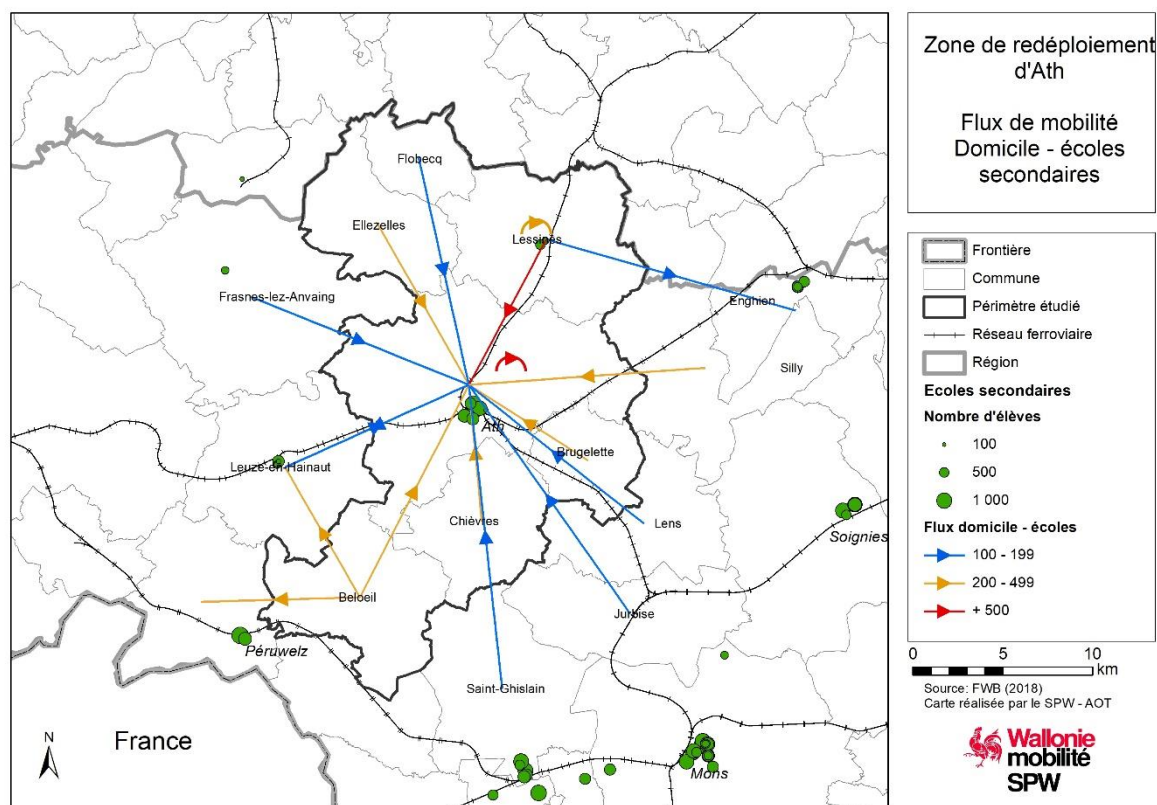 Zone de redéploiement
d'Ath
Flux de mobilité
Domicile - écoles
secondaires
Flobecq
Ellezelles
Lessines
Frasnes-lez-Anvaing
Enghien
Silly
Ath
Leuze-en-Hainaut
Brugelette
Chièvres
Lens
Soignies
Beloeil
Jurbise
Péruwelz
Saint-Ghislain
France
Mons
N
Frontière
Commune
Périmètre étudié
Réseau ferroviaire
Région
Ecoles secondaires
Nombre d'élèves
100
500
1 000
Flux domicile - écoles
100 - 199
200 - 499
+ 500
0 5 10
km
Source: FWB (2018)
Carte réalisée par le SPW - AOT
Wallonie
mobilité
SPW